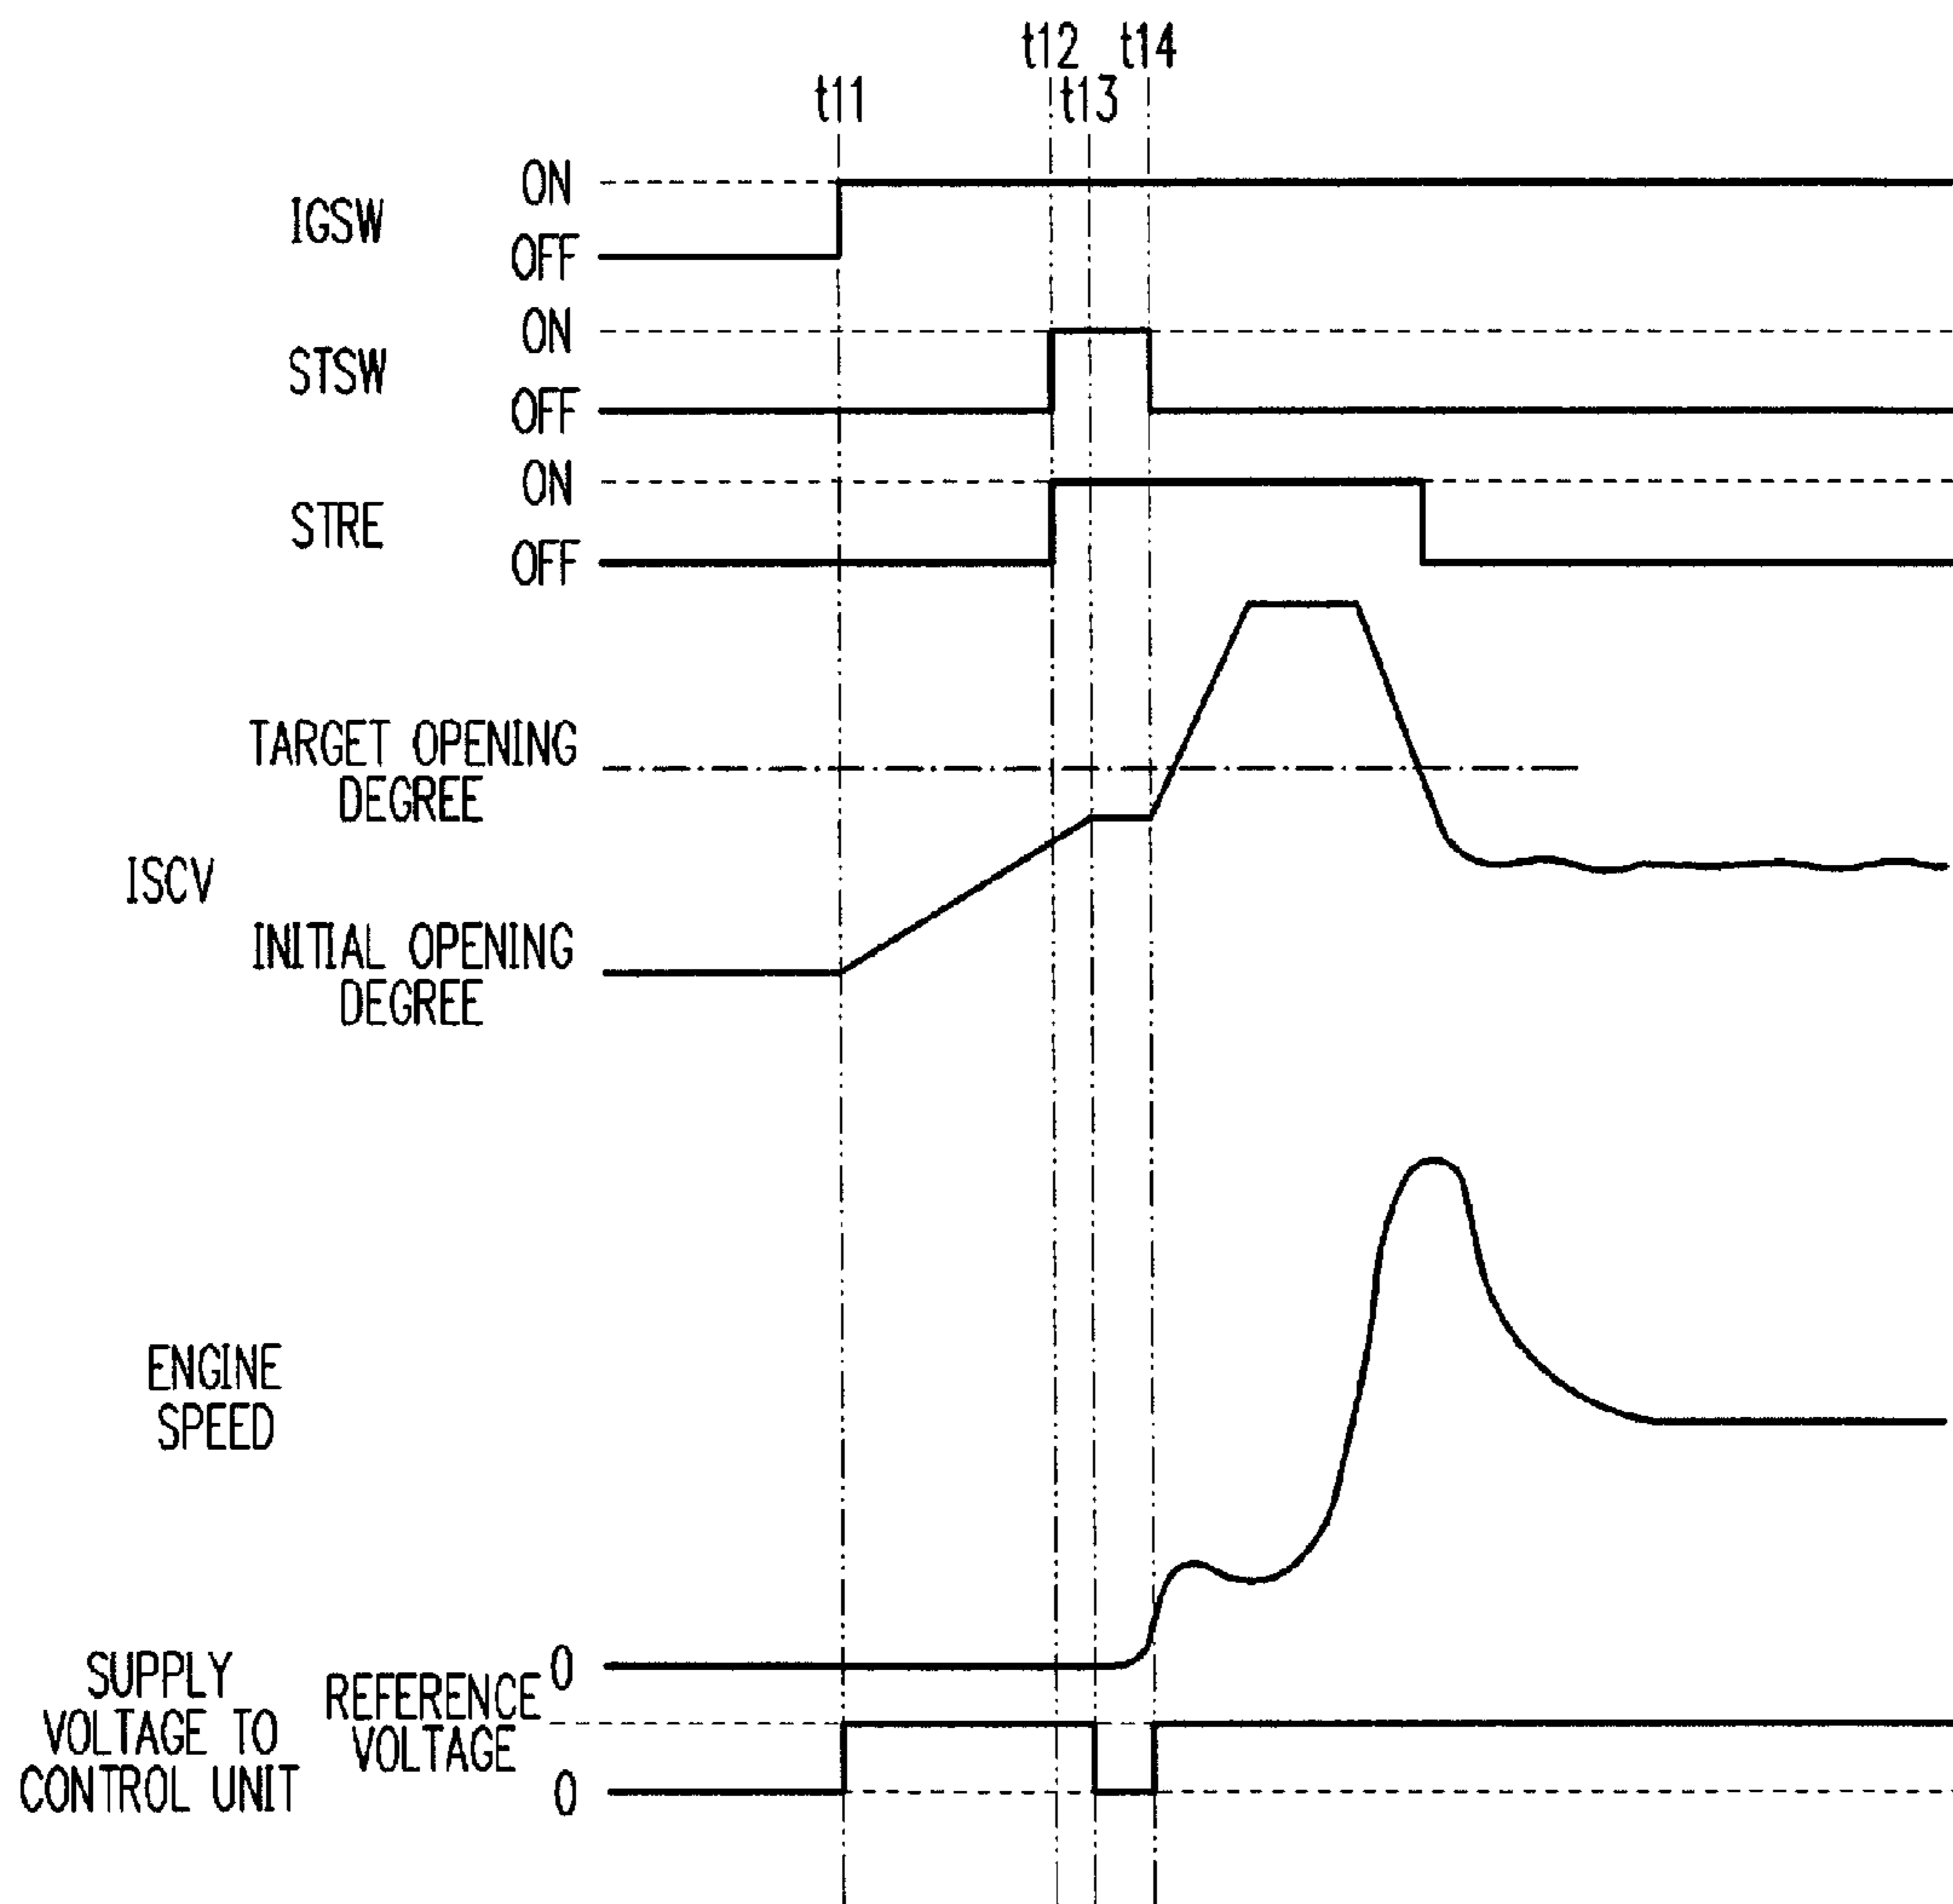 t12 t14
t11 t13
ON
IGSW
OFF
ON
STSW
OFF
ON
STRE
OFF
TARGET OPENING
DEGREE
ISCV
INITIAL OPENING
DEGREE
ENGINE
SPEED
0
SUPPLY
VOLTAGE TO
CONTROL UNIT
REFERENCE
VOLTAGE
0